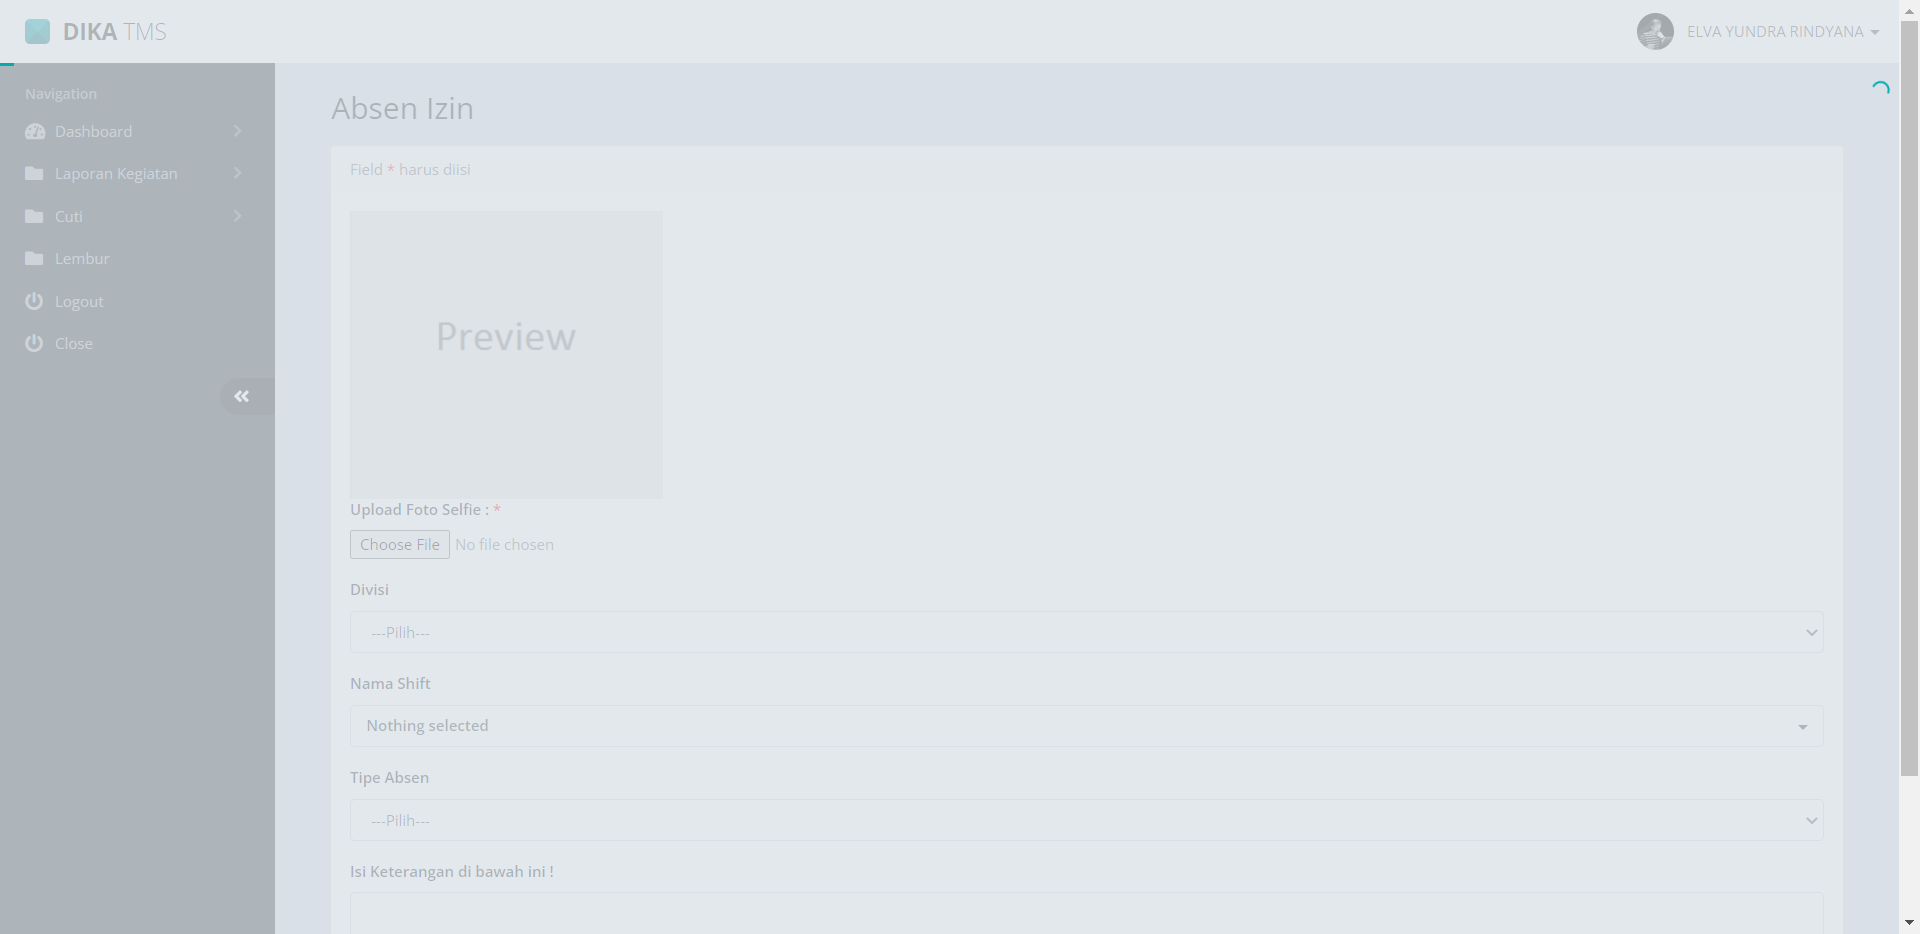 DIKA TMS
ELVA YUNDRA RINDYANA
Navigation
Dashboard
Laporan Kegiatan
Cuti
Lembur
Logout
Close
Absen Izin
Field * harus diisi
Preview
Upload Foto Selfie : *
Choose File No file chosen
Divisi
---Pilih---
Nama Shift
Nothing selected
Tipe Absen
---Pilih---
Isi Keterangan di bawah ini !